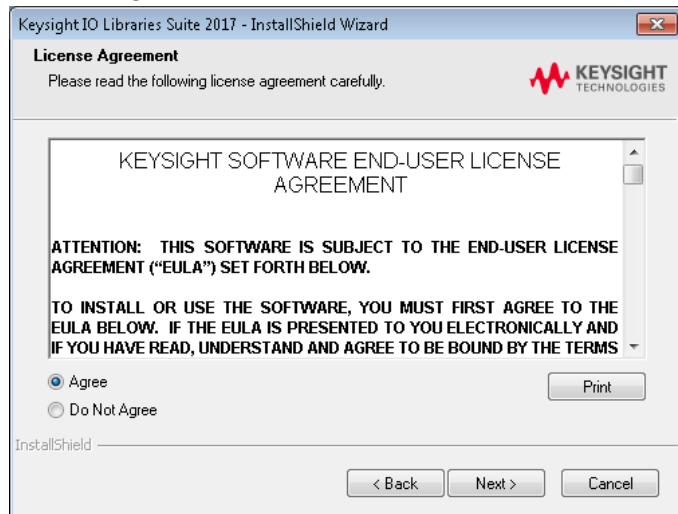 Keysight IO Libraries Suite 2017 - InstallShield Wizard
License Agreement
Please read the following license agreement carefully.
KEYSIGHT
TECHNOLOGIES
KEYSIGHT SOFTWARE END-USER LICENSE
AGREEMENT
ATTENTION: THIS SOFTWARE IS SUBJECT TO THE END-USER LICENSE
AGREEMENT (“EULA”) SET FORTH BELOW.
TO INSTALL OR USE THE SOFTWARE, YOU MUST FIRST AGREE TO THE
EULA BELOW. IF THE EULA IS PRESENTED TO YOU ELECTRONICALLY AND
IF YOU HAVE READ, UNDERSTAND AND AGREE TO BE BOUND BY THE TERMS
Agree
Print
Do Not Agree
InstallShield
< Back
Next >
Cancel